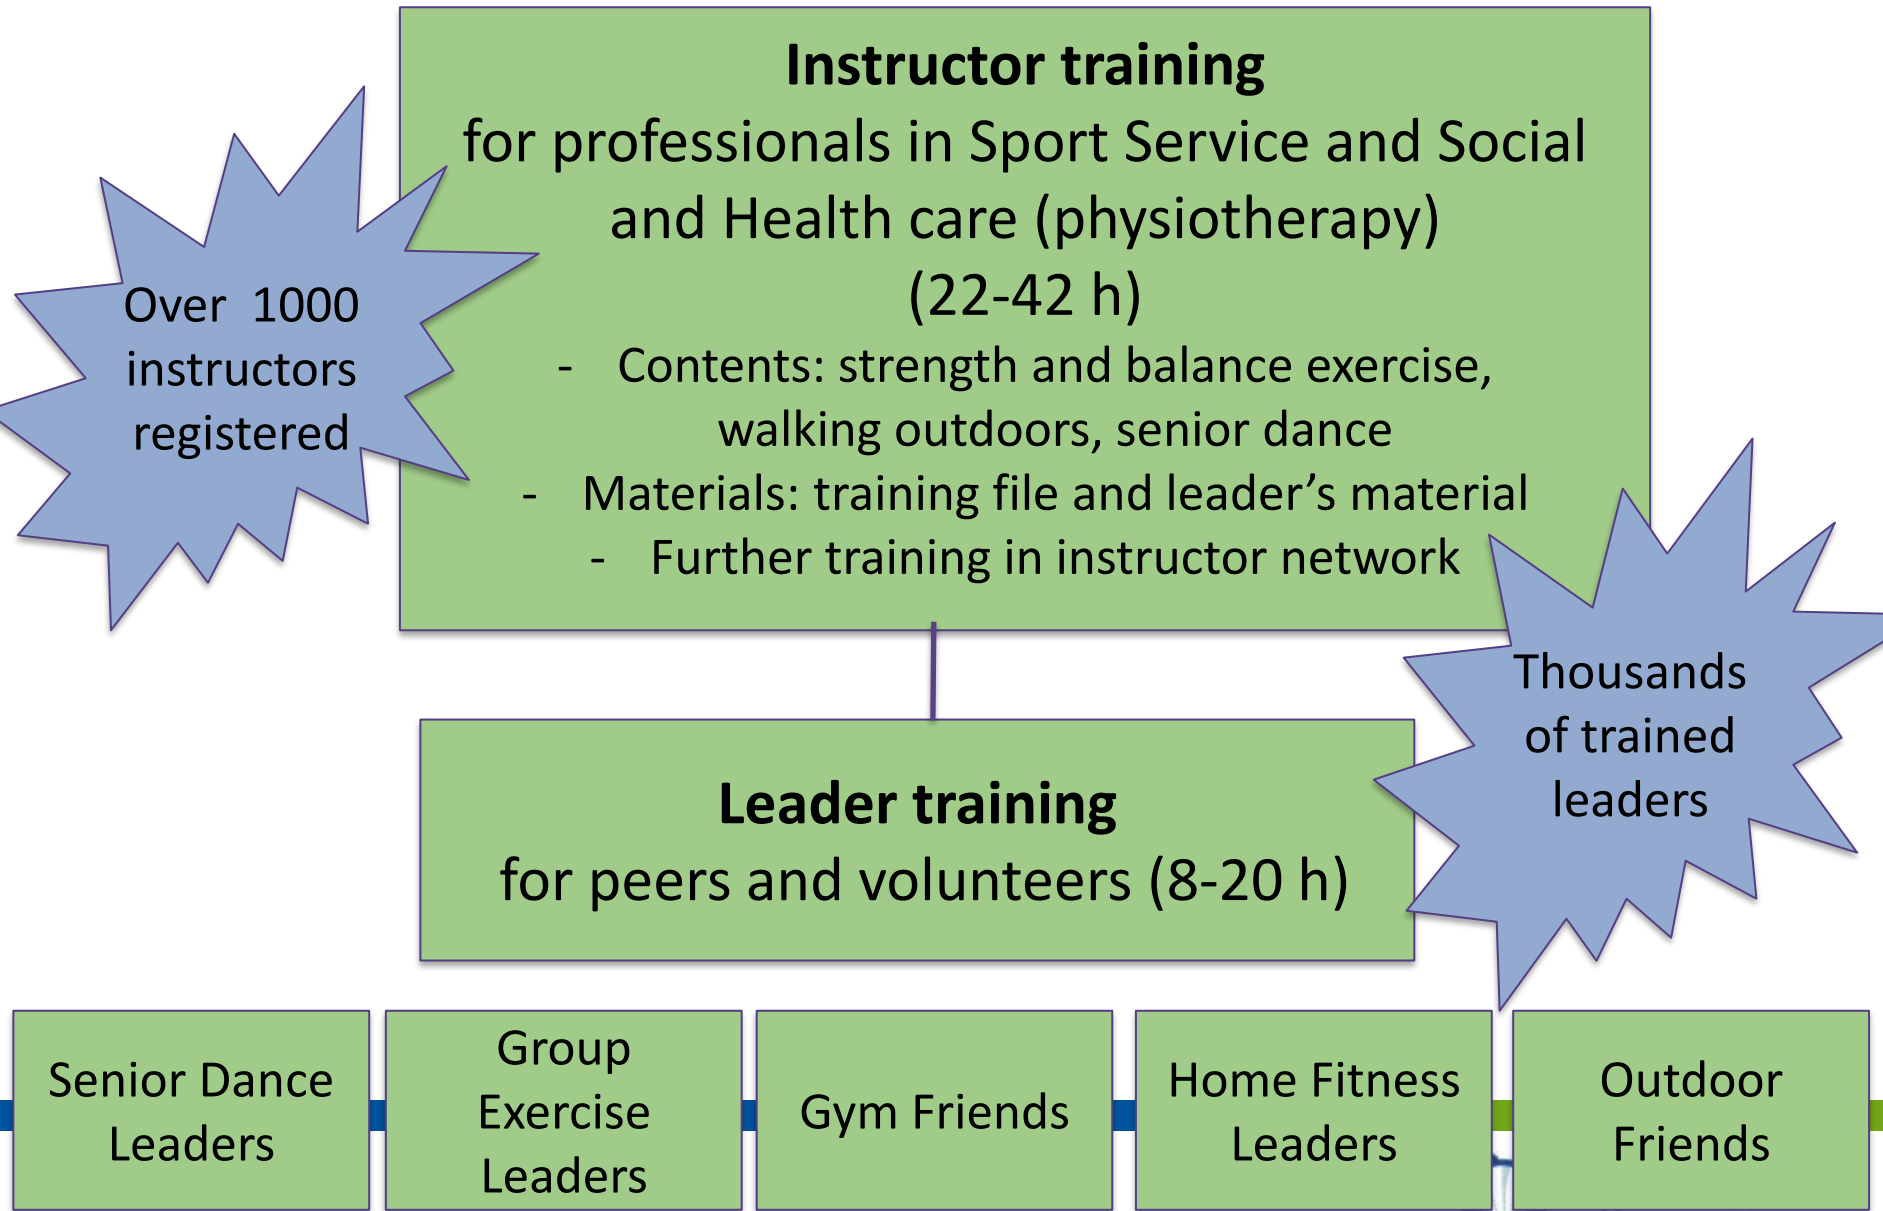 Instructor training
for professionals in Sport Service and Social
and Health care (physiotherapy)
(22-42 h)
- Contents: strength and balance exercise,
walking outdoors, senior dance
- Materials: training file and leader’s material
- Further training in instructor network
Over 1000
instructors
registered
Thousands
of trained
leaders
Leader training
for peers and volunteers (8-20 h)
Senior Dance
Leaders
Group
Exercise
Leaders
Gym Friends
Home Fitness
Leaders
Outdoor
Friends